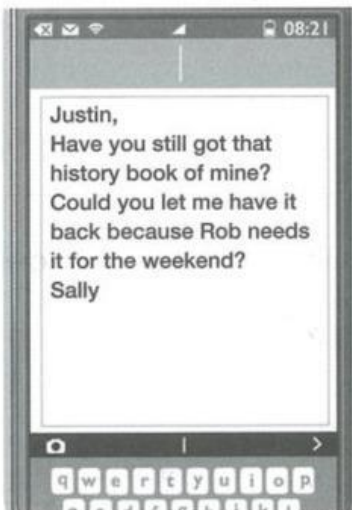 08:21
Justin,
Have you still got that
history book of mine?
Could you let me have it
back because Rob needs
it for the weekend?
Sally
q w e r t y u i o p